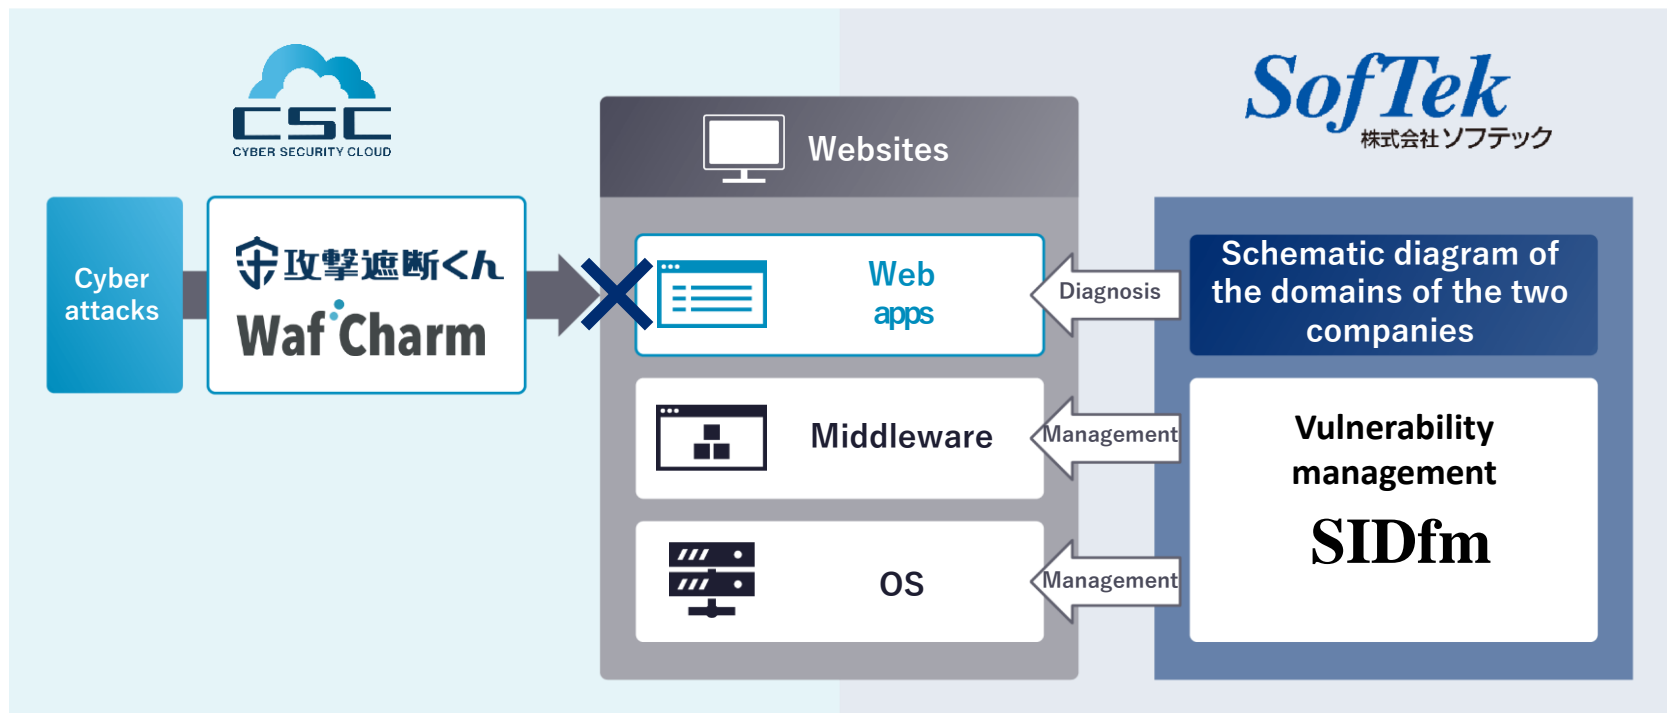 CSC
CYBER SECURITY CLOUD
Cyber
attacks
攻撃遮断くん
WafCharm
Websites
Web
apps
Middleware
OS
Diagnosis
Management
Management
SofTek
株式会社ソフテック
Schematic diagram of
the domains of the two
companies
Vulnerability
management
SIDfm